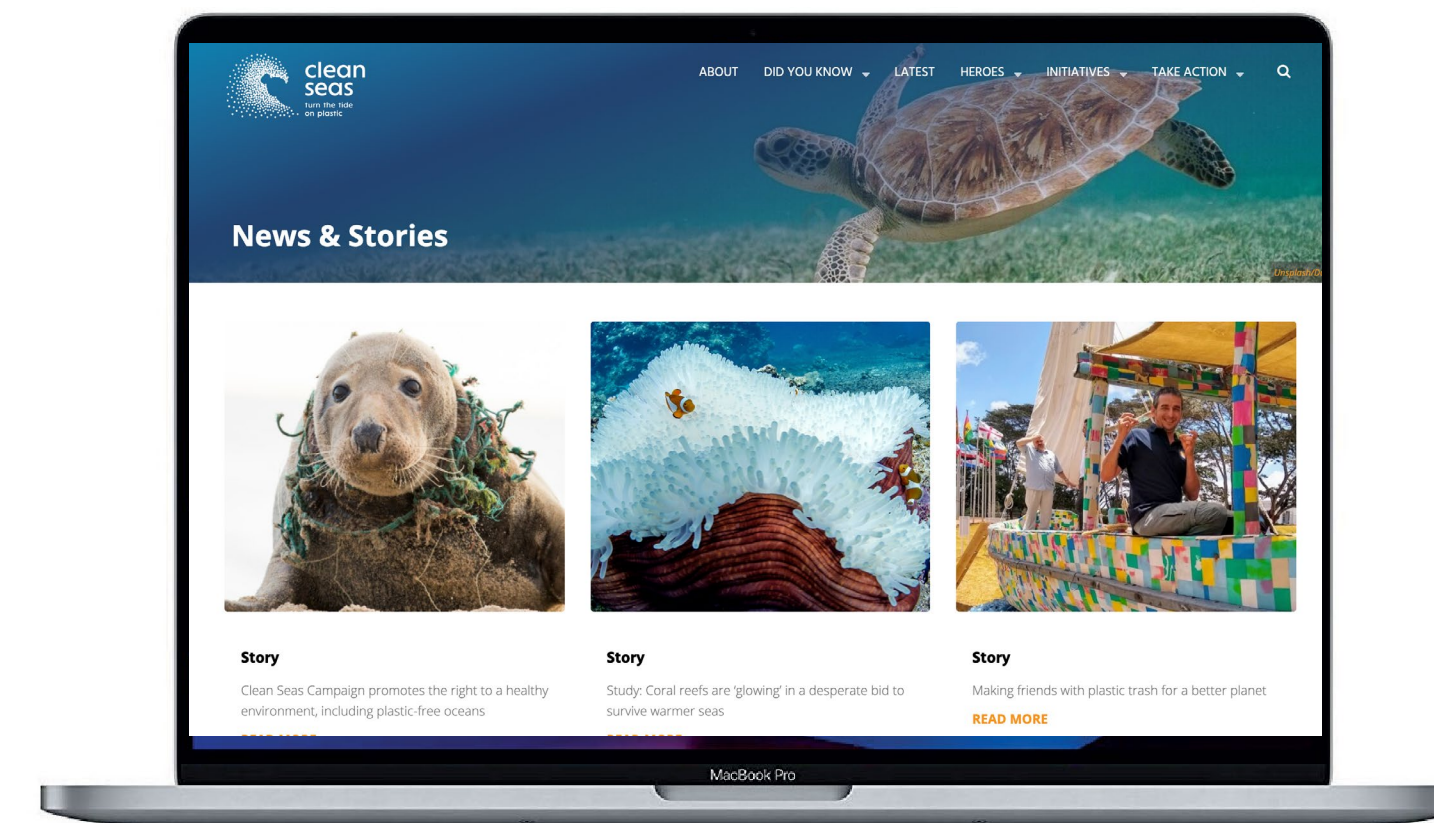 clean
seas
turn the tide
on plastic
ABOUT DID YOU KNOW LATEST HEROES INITIATIVES TAKE ACTION
News & Stories
Unsplash/
Story
Clean Seas Campaign promotes the right to a healthy
environment, including plastic-free oceans
Story
Study: Coral reefs are 'glowing' in a desperate bid to
survive warmer seas
Story
Making friends with plastic trash for a better planet
READ MORE
MacBook Pro